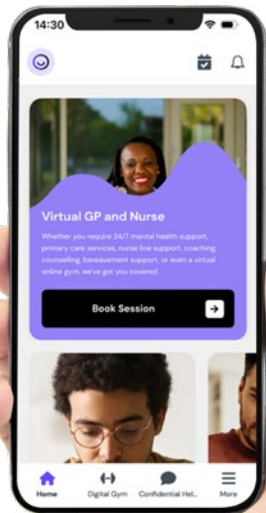 14:30
Virtual GP and Nurse
Whether you require 24/7 mental health support,
primary care services, nurse line support, coaching
counselling, bereavement support, or even a virtual
online gym, we've got you covered.
Book Session
Home
Digital Gym
Confidential Hel...
More